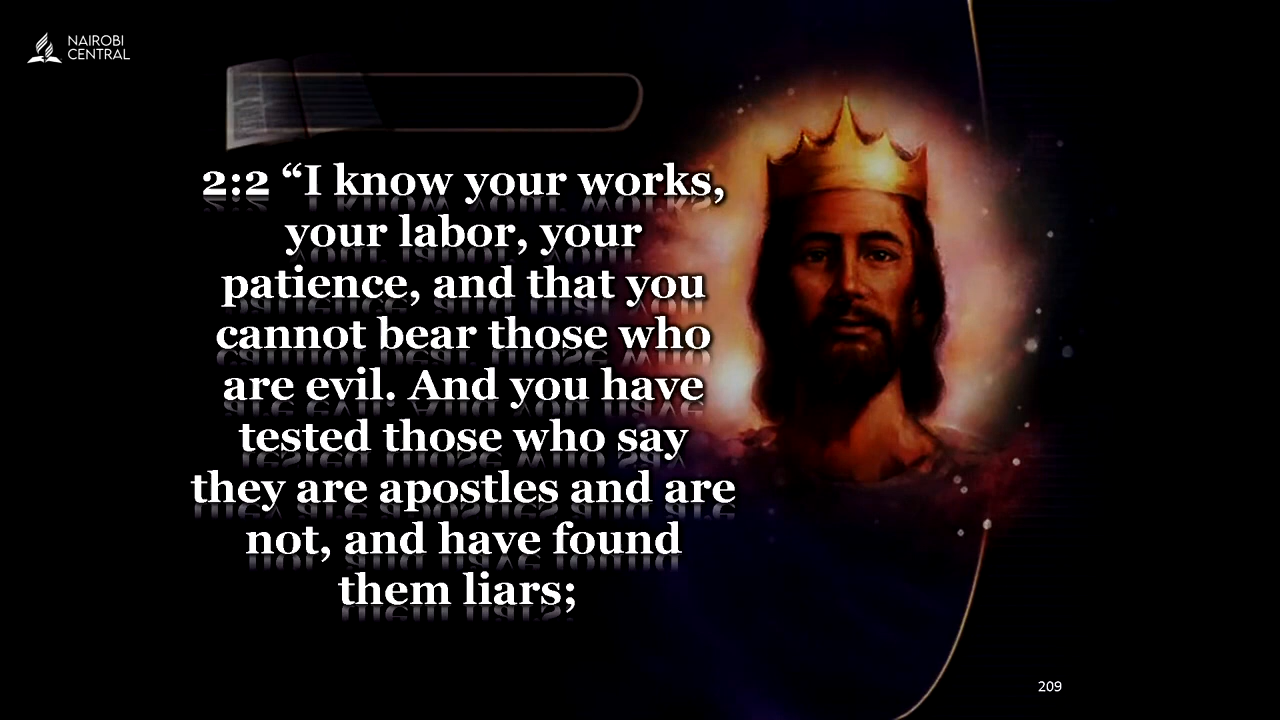 NAIROBI
CENTRAL
2:2 “I know your works,
your labor, your
patience, and that you
cannot bear those who
are evil. And you have
tested those who say
they are apostles and are
not, and have found
them liars;
209